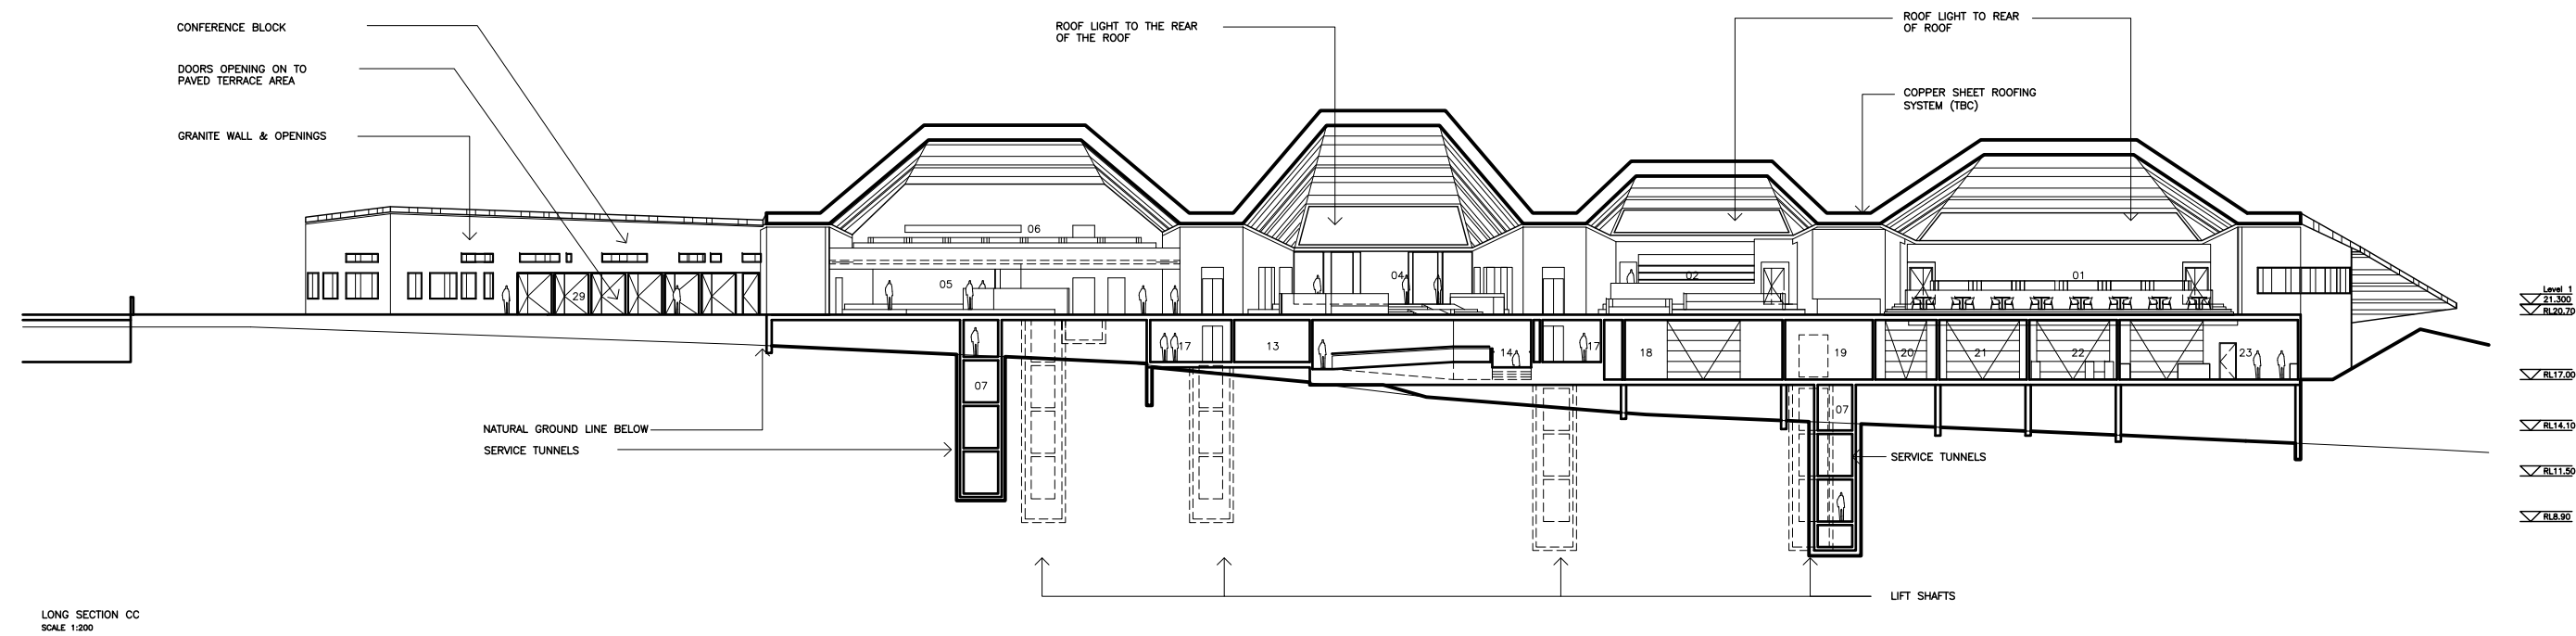 CONFERENCE BLOCK
DOORS OPENING ON TO
PAVED TERRACE AREA
GRANITE WALL & OPENINGS
ROOF LIGHT TO THE REAR
OF THE ROOF
ROOF LIGHT TO REAR
OF ROOF
COPPER SHEET ROOFING
SYSTEM (TBC)
06
05
04
02
01
29
Level 1
21.300
RL20.70
17
13
14
17
18
19
20
21
22
23
RL17.00
07
07
NATURAL GROUND LINE BELOW
SERVICE TUNNELS
SERVICE TUNNELS
RL14.10
RL11.50
RL8.90
LIFT SHAFTS
LONG SECTION CC
SCALE 1:200